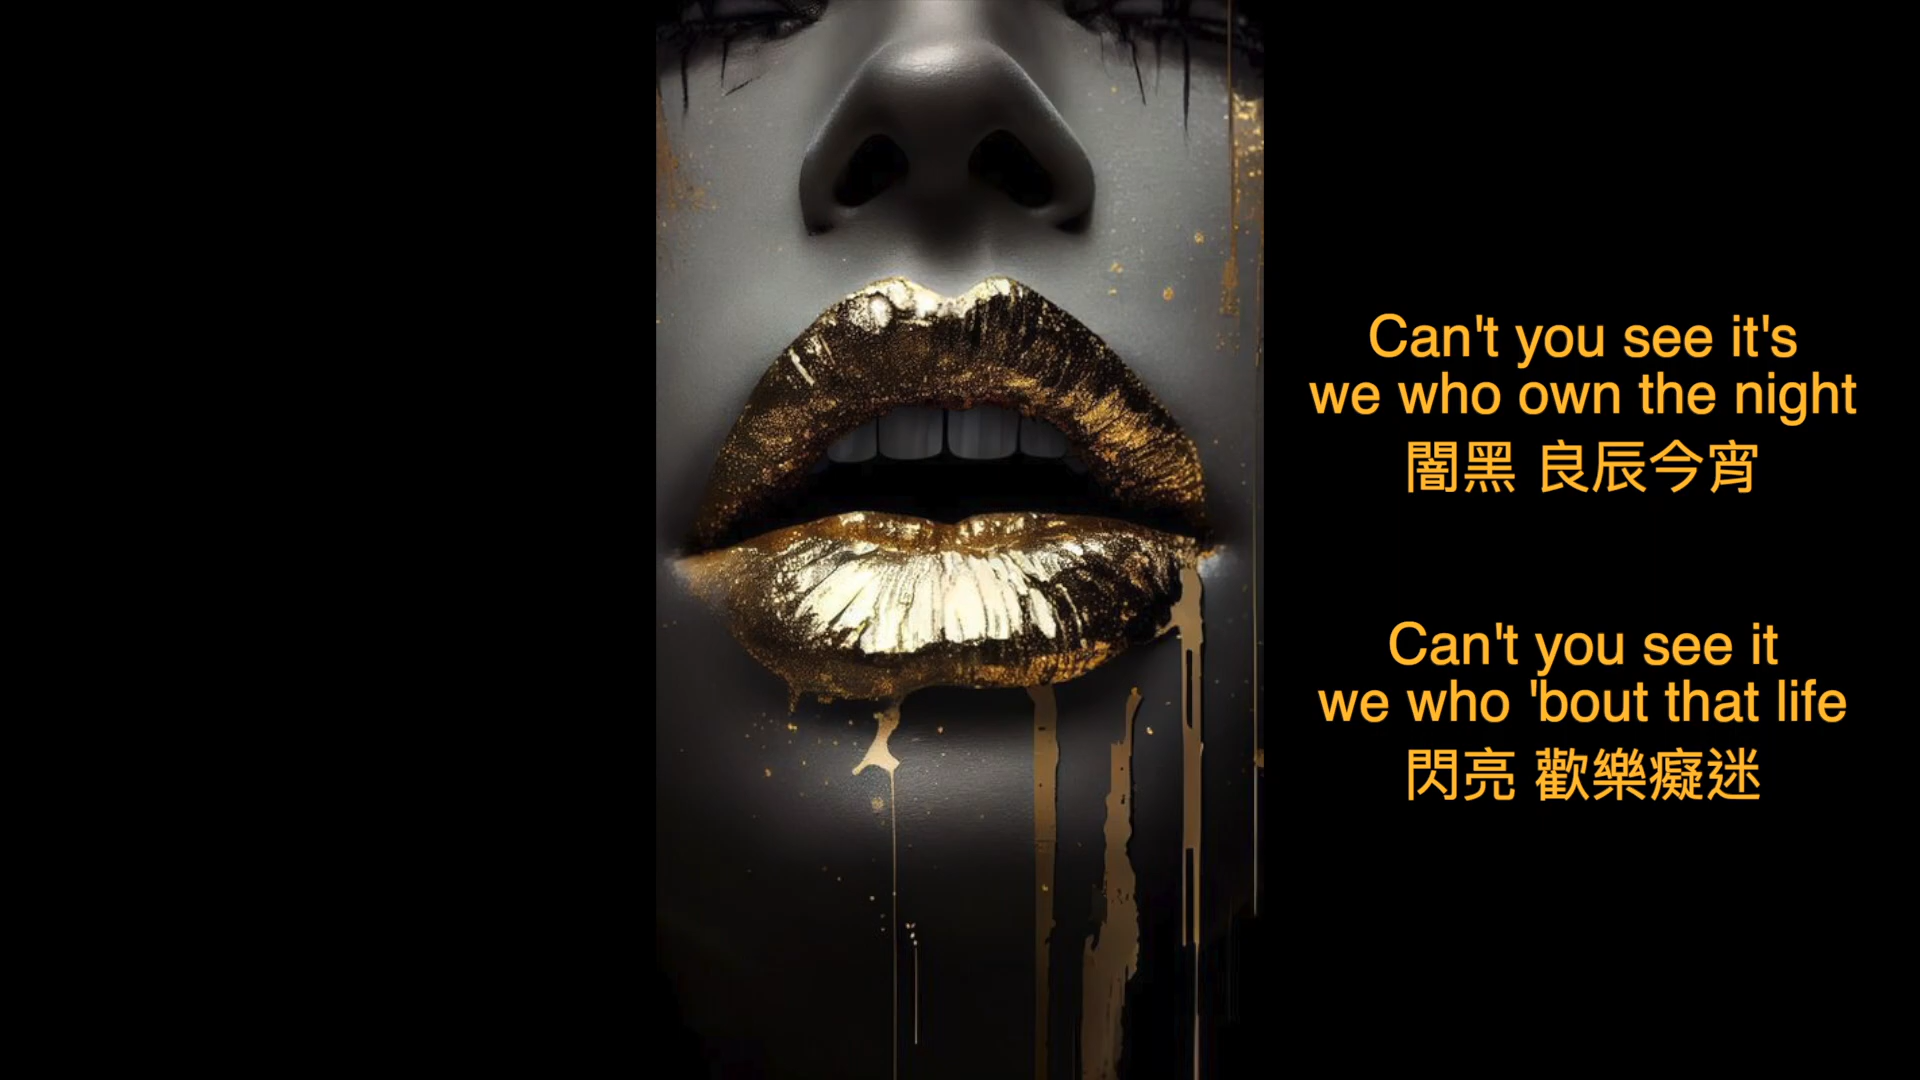 Can't you see it's
we who own the night
闇黑 良辰今宵
Can't you see it
we who 'bout that life
閃亮 歡樂癡迷